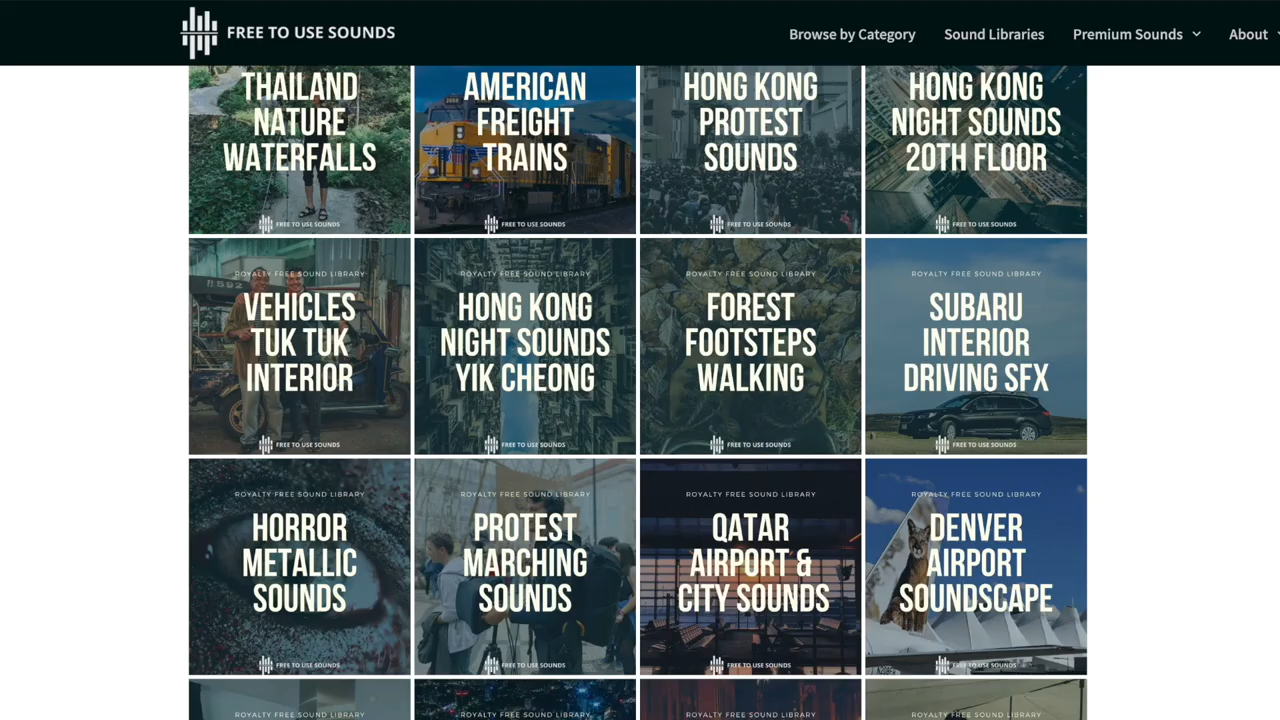 FREE TO USE SOUNDS
Browse by Category
Sound Libraries
Premium Sounds
About
THAILAND
NATURE
WATERFALLS
FREE TO USE SOUNDS
AMERICAN
FREIGHT
TRAINS
FREE TO USE SOUNDS
HONG KONG
PROTEST
SOUNDS
FREE TO USE SOUNDS
HONG KONG
NIGHT SOUNDS
20TH FLOOR
FREE TO USE SOUNDS
ROYALTY FREE SOUND LIBRARY
VEHICLES
TUK TUK
INTERIOR
FREE TO USE SOUNDS
ROYALTY FREE SOUND LIBRARY
HONG KONG
NIGHT SOUNDS
YIK CHEONG
FREE TO USE SOUNDS
ROYALTY FREE SOUND LIBRARY
FOREST
FOOTSTEPS
WALKING
FREE TO USE SOUNDS
ROYALTY FREE SOUND LIBRARY
SUBARU
INTERIOR
DRIVING SFX
FREE TO USE SOUNDS
ROYALTY FREE SOUND LIBRARY
HORROR
METALLIC
SOUNDS
FREE TO USE SOUNDS
ROYALTY FREE SOUND LIBRARY
PROTEST
MARCHING
SOUNDS
FREE TO USE SOUNDS
ROYALTY FREE SOUND LIBRARY
QATAR
AIRPORT &
CITY SOUNDS
FREE TO USE SOUNDS
ROYALTY FREE SOUND LIBRARY
DENVER
AIRPORT
SOUNDSCAPE
FREE TO USE SOUNDS
ROYALTY FREE SOUND LIBRARY
ROYALTY FREE SOUND LIBRARY
ROYALTY FREE SOUND LIBRARY
ROYALTY FREE SOUND LIBRARY